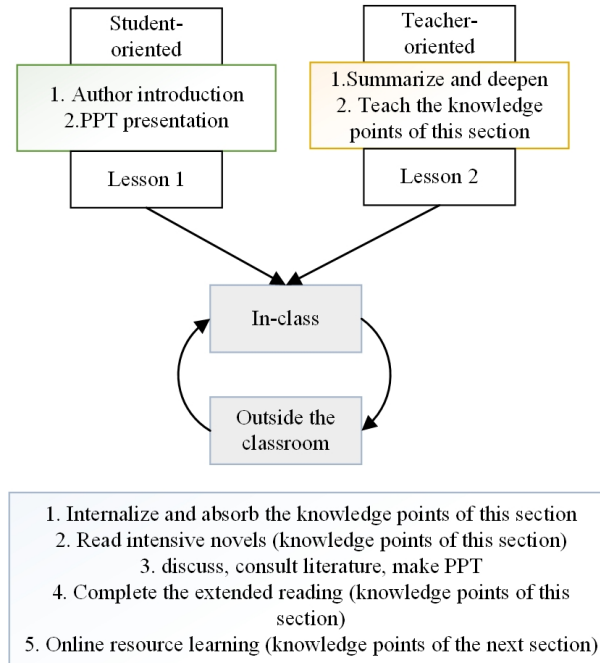 Student-
oriented
1. Author introduction
2.PPT presentation
Lesson 1
Teacher-
oriented
1.Summarize and deepen
2. Teach the knowledge
points of this section
Lesson 2
In-class
Outside the
classroom
1. Internalize and absorb the knowledge points of this section
2. Read intensive novels (knowledge points of this section)
3. discuss, consult literature, make PPT
4. Complete the extended reading (knowledge points of this
section)
5. Online resource learning (knowledge points of the next section)